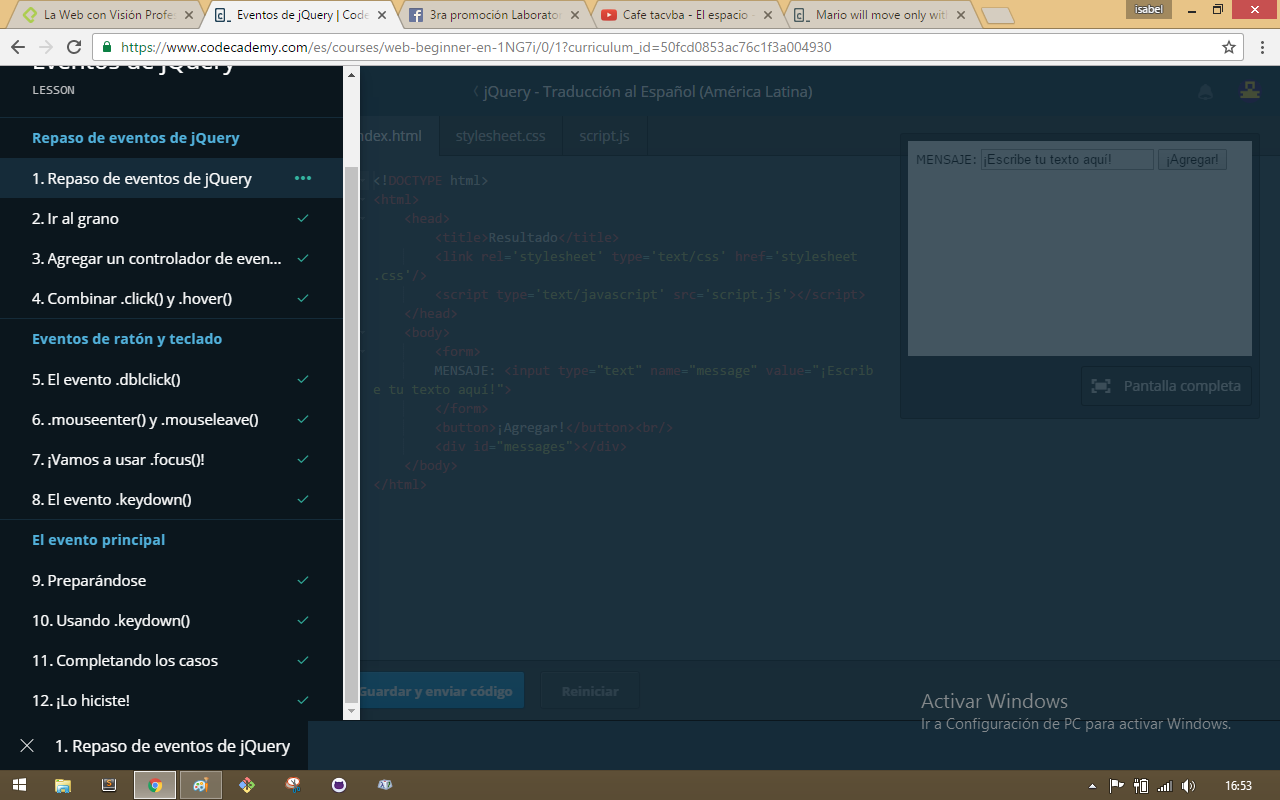 La Web con Visión Profes
Eventos de jQuery | Code
3ra promoción Laborator
Cafe tacvba - El espacio -
Mario will move only with
isabel
https://www.codecademy.com/es/courses/web-beginner-en-1NG7i/0/1?curriculum_id=50fcd0853ac76c1f3a004930
Eventos de jQuery
LESSON
Repaso de eventos de jQuery
1. Repaso de eventos de jQuery
2. Ir al grano
3. Agregar un controlador de even...
4. Combinar .click() y .hover()
Eventos de ratón y teclado
5. El evento .dblclick()
6. .mouseenter() y .mouseleave()
7. ¡Vamos a usar .focus()!
8. El evento .keydown()
El evento principal
9. Preparándose
10. Usando .keydown()
11. Completando los casos
12. ¡Lo hiciste!
1. Repaso de eventos de jQuery
jQuery - Traducción al Español (América Latina)
ndex.html stylesheet.css script.js
<!DOCTYPE html>
<html>
<head>
<title>Resultado</title>
<link rel='stylesheet' type='text/css' href='stylesheet
.css'/>
<script type='text/javascript' src='script.js'></script>
</head>
<body>
<form>
MENSAJE: <input type="text" name="message" value="¡Escrib
e tu texto aquí!">
</form>
<button>¡Agregar!</button><br/>
<div id="messages"></div>
</body>
</html>
MENSAJE: ¡Escribe tu texto aquí! ¡Agregar!
Pantalla completa
Guardar y enviar código
Reiniciar
Activar Windows
Ir a Configuración de PC para activar Windows.
16:53